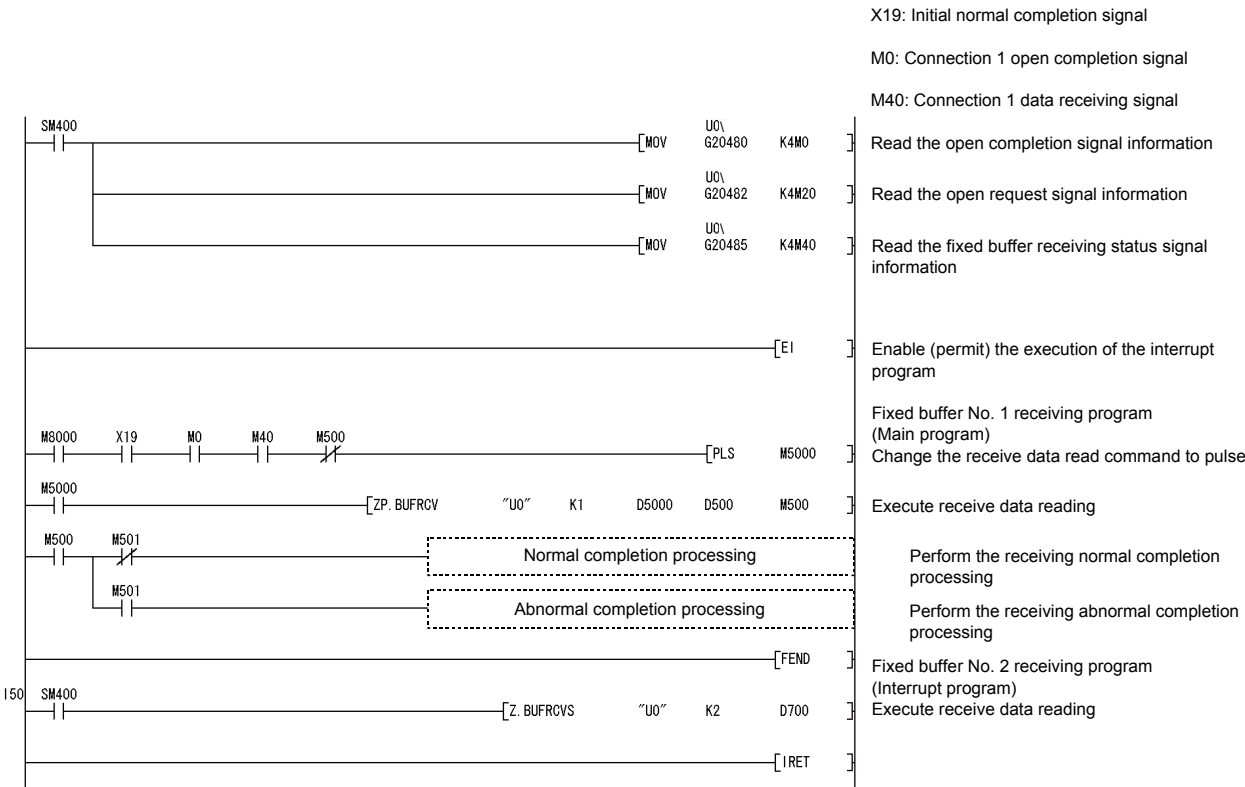 X19: Initial normal completion signal
M0: Connection 1 open completion signal
M40: Connection 1 data receiving signal
SM400
MOV U0\ G20480 K4M0
Read the open completion signal information
MOV U0\ G20482 K4M20
Read the open request signal information
MOV U0\ G20485 K4M40
Read the fixed buffer receiving status signal
information
EI
Enable (permit) the execution of the interrupt
program
Fixed buffer No. 1 receiving program
(Main program)
M8000 X19 M0 M40 M500
PLS M5000
Change the receive data read command to pulse
M5000
ZP. BUFRCV "U0" K1 D5000 D500 M500
Execute receive data reading
M500 M501
Normal completion processing
Perform the receiving normal completion
processing
M501
Abnormal completion processing
Perform the receiving abnormal completion
processing
FEND
Fixed buffer No. 2 receiving program
(Interrupt program)
I50 SM400
Z. BUFRCVS "U0" K2 D700
Execute receive data reading
IRET